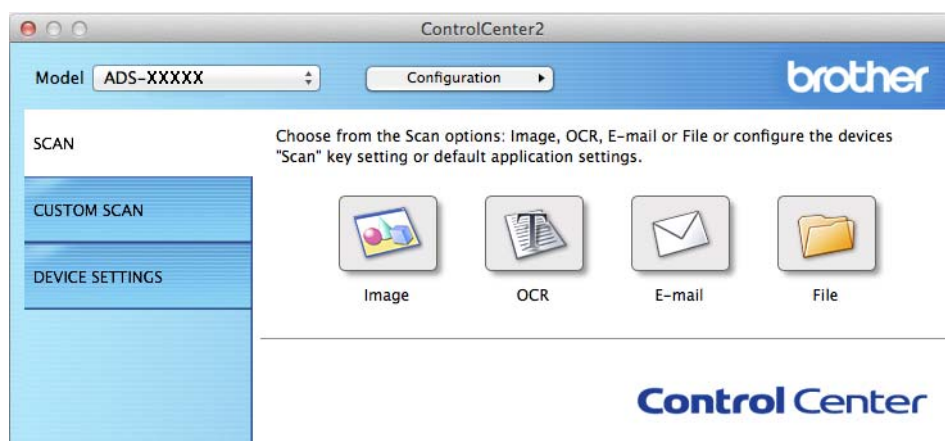 ControlCenter2
Model ADS-XXXXX Configuration
brother
SCAN
CUSTOM SCAN
DEVICE SETTINGS
Choose from the Scan options: Image, OCR, E-mail or File or configure the devices
"Scan" key setting or default application settings.
Image OCR E-mail File
Control Center